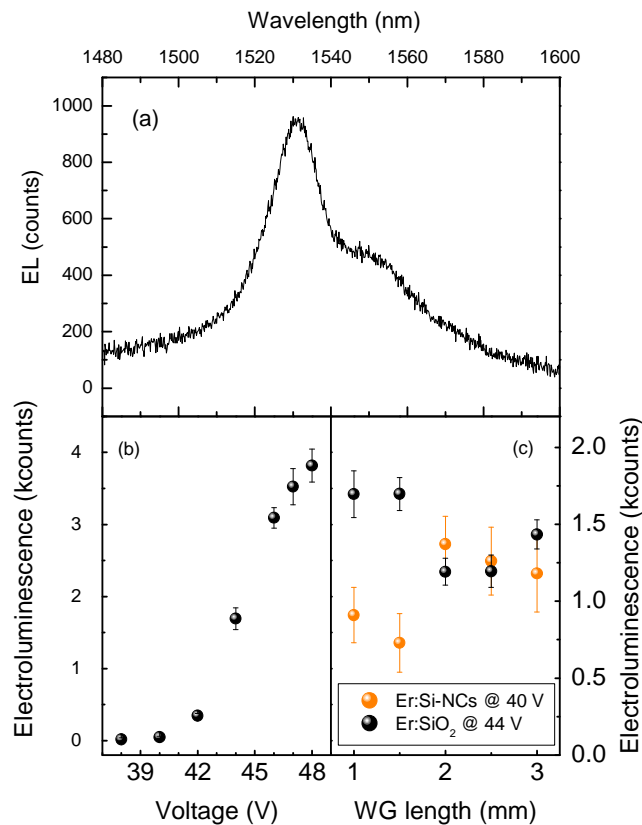 Wavelength (nm)
1480 1500 1520 1540 1560 1580 1600
(a)
EL (counts)
1000
800
600
400
200
0
(b)
Electroluminescence (kcounts)
4
3
2
1
0
39 42 45 48
Voltage (V)
(c)
2.0
1.5
1.0
0.5
0.0
Electroluminescence (kcounts)
Er:Si-NCs @ 40 V
Er:SiO₂ @ 44 V
1 2 3
WG length (mm)